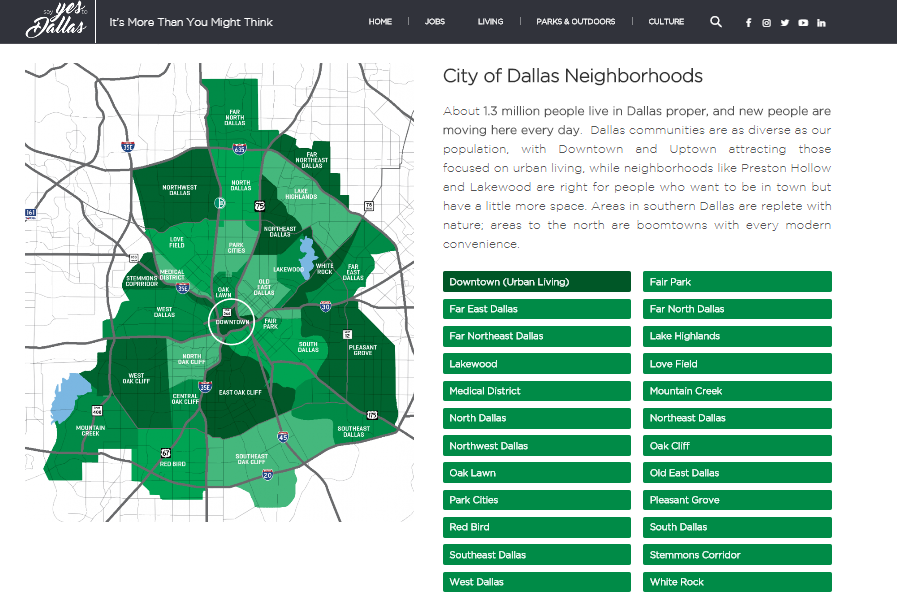 say yes to
Dallas
It's More Than You Might Think
HOME
JOBS
LIVING
PARKS & OUTDOORS
CULTURE
FAR
NORTH
DALLAS
35E
635
FAR
NORTHEAST
DALLAS
NORTHWEST
DALLAS
NORTH
DALLAS
LAKE
HIGHLANDS
75
78
161
NORTHEAST
DALLAS
LOVE
FIELD
PARK
CITIES
LAKEWOOD
WHITE
ROCK
FAR
EAST
DALLAS
STEMMONS
COPRRIDOR
MEDICAL
DISTRICT
35E
OLD
EAST
DALLAS
OAK
LAWN
WEST
DALLAS
30
DOWNTOWN
FAIR
PARK
SOUTH
DALLAS
PLEASANT
GROVE
NORTH
OAK CLIFF
WEST
OAK CLIFF
35E
EAST OAK CLIFF
CENTRAL
OAK CLIFF
408
175
MOUNTAIN
CREEK
SOUTHEAST
DALLAS
45
67
RED BIRD
SOUTHEAST
OAK CLIFF
20
City of Dallas Neighborhoods
About 1.3 million people live in Dallas proper, and new people are
moving here every day. Dallas communities are as diverse as our
population, with Downtown and Uptown attracting those
focused on urban living, while neighborhoods like Preston Hollow
and Lakewood are right for people who want to be in town but
have a little more space. Areas in southern Dallas are replete with
nature; areas to the north are boomtowns with every modern
convenience.
Downtown (Urban Living)
Fair Park
Far East Dallas
Far North Dallas
Far Northeast Dallas
Lake Highlands
Lakewood
Love Field
Medical District
Mountain Creek
North Dallas
Northeast Dallas
Northwest Dallas
Oak Cliff
Oak Lawn
Old East Dallas
Park Cities
Pleasant Grove
Red Bird
South Dallas
Southeast Dallas
Stemmons Corridor
West Dallas
White Rock